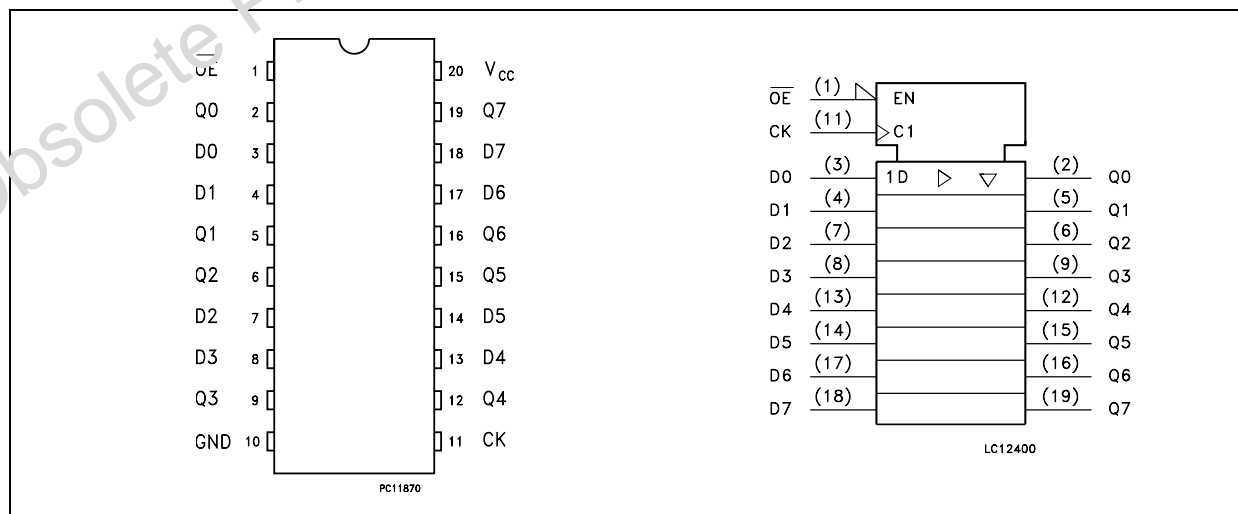 Obsolete
OE 1 20 VCC
Q0 2 19 Q7
D0 3 18 D7
D1 4 17 D6
Q1 5 16 Q6
Q2 6 15 Q5
D2 7 14 D5
D3 8 13 D4
Q3 9 12 Q4
GND 10 11 CK
PC11870
OE (1) EN
CK (11) C1
D0 (3) 1D (2) Q0
D1 (4) (5) Q1
D2 (7) (6) Q2
D3 (8) (9) Q3
D4 (13) (12) Q4
D5 (14) (15) Q5
D6 (17) (16) Q6
D7 (18) (19) Q7
LC12400